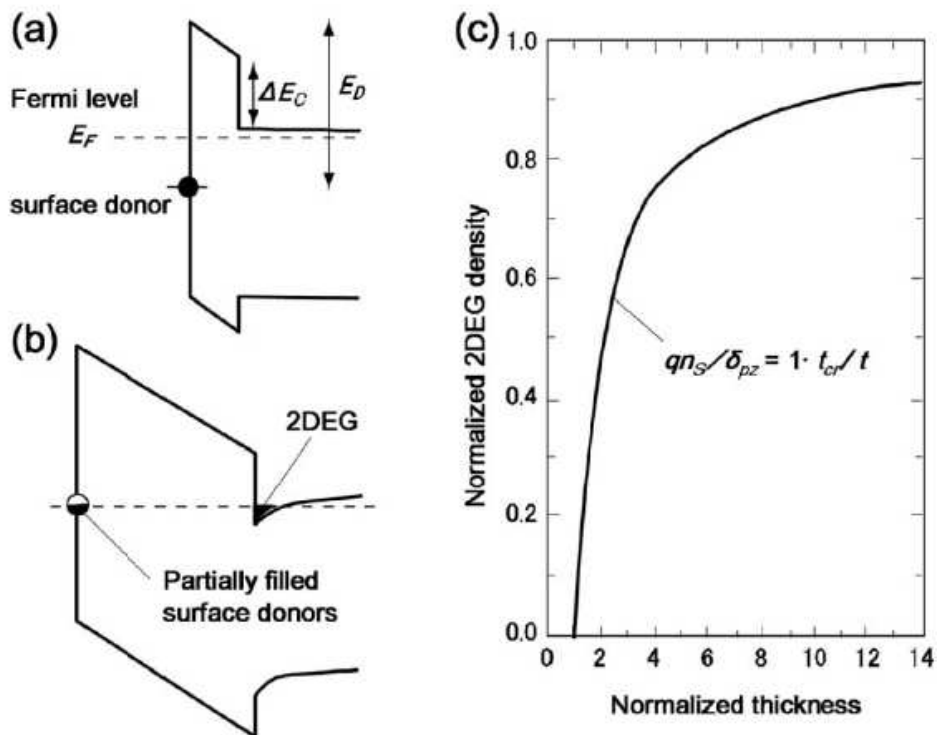 (a)
Fermi level
E_F
surface donor
ΔE_C
E_D
(b)
2DEG
Partially filled
surface donors
(c)
Normalized 2DEG density
1.0
0.8
0.6
0.4
0.2
0.0
qn_S/δ_pz = 1· t_cr/ t
0 2 4 6 8 10 12 14
Normalized thickness